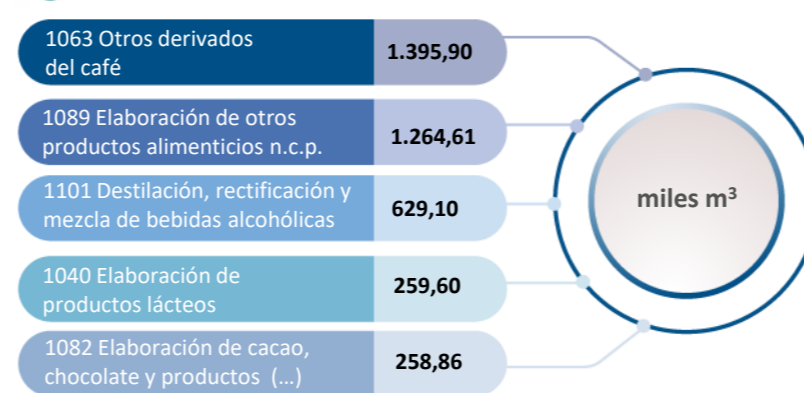 1063 Otros derivados
del café
1.395,90
1089 Elaboración de otros
productos alimenticios n.c.p.
1.264,61
1101 Destilación, rectificación y
mezcla de bebidas alcohólicas
629,10
1040 Elaboración de
productos lácteos
259,60
1082 Elaboración de cacao,
chocolate y productos (...)
258,86
miles m³